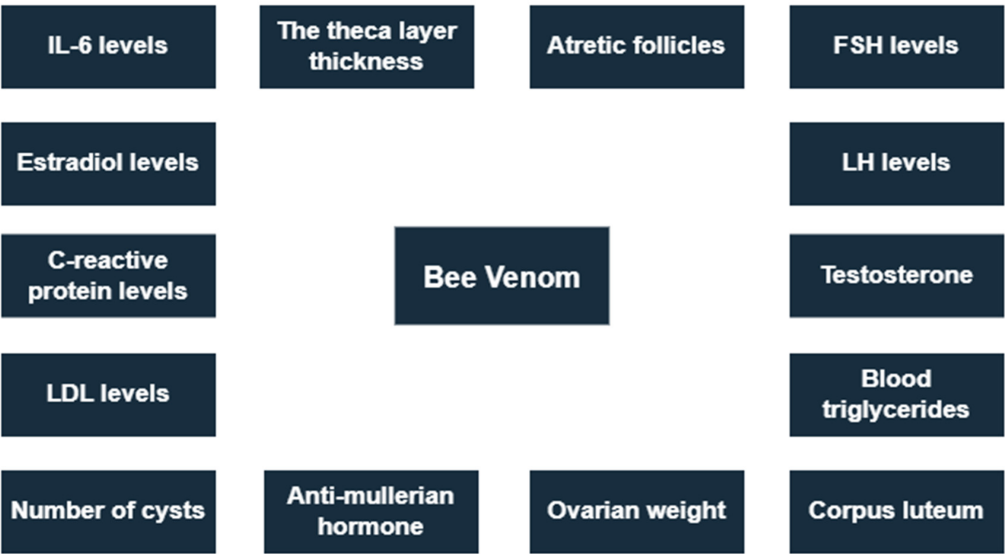 IL-6 levels
The theca layer
thickness
Atretic follicles
FSH levels
Estradiol levels
LH levels
C-reactive
protein levels
Bee Venom
Testosterone
LDL levels
Blood
triglycerides
Number of cysts
Anti-mullerian
hormone
Ovarian weight
Corpus luteum